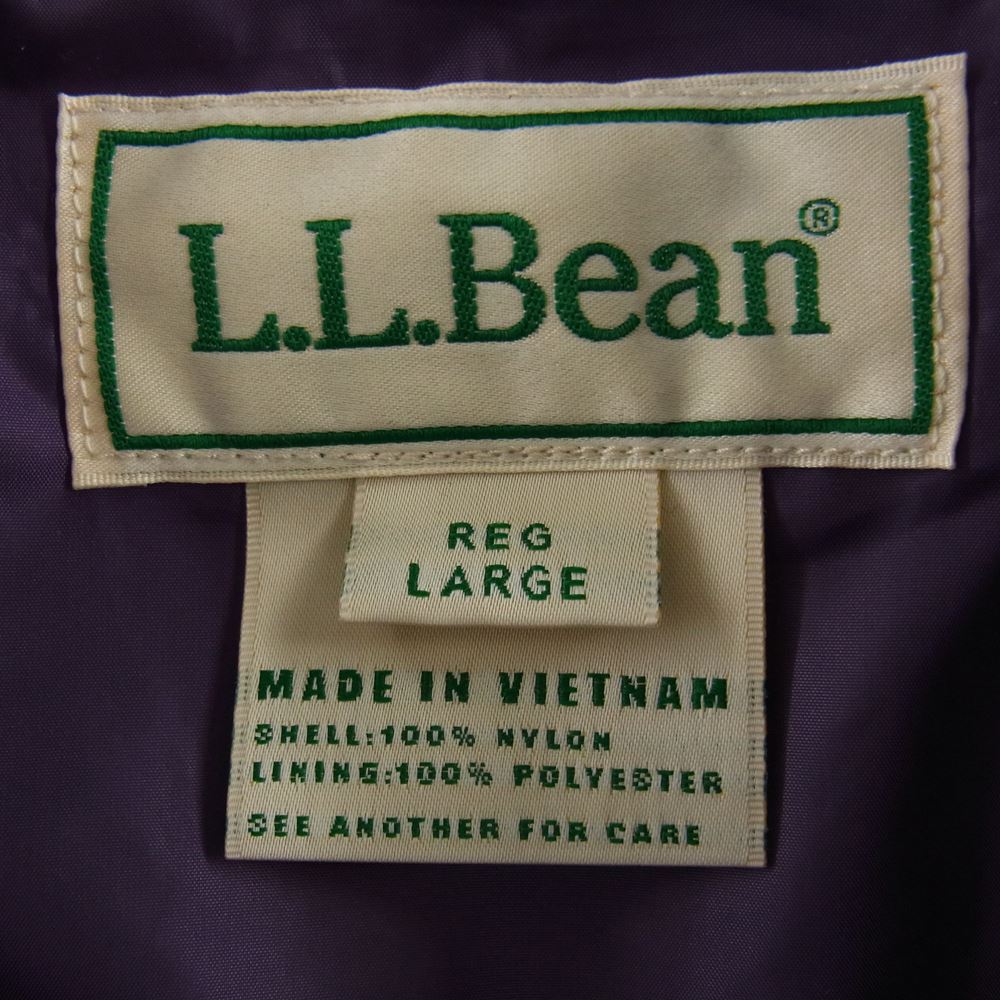 L.L.Bean®
REG
LARGE
MADE IN VIETNAM
SHELL:100% NYLON
LINING:100% POLYESTER
SEE ANOTHER FOR CARE